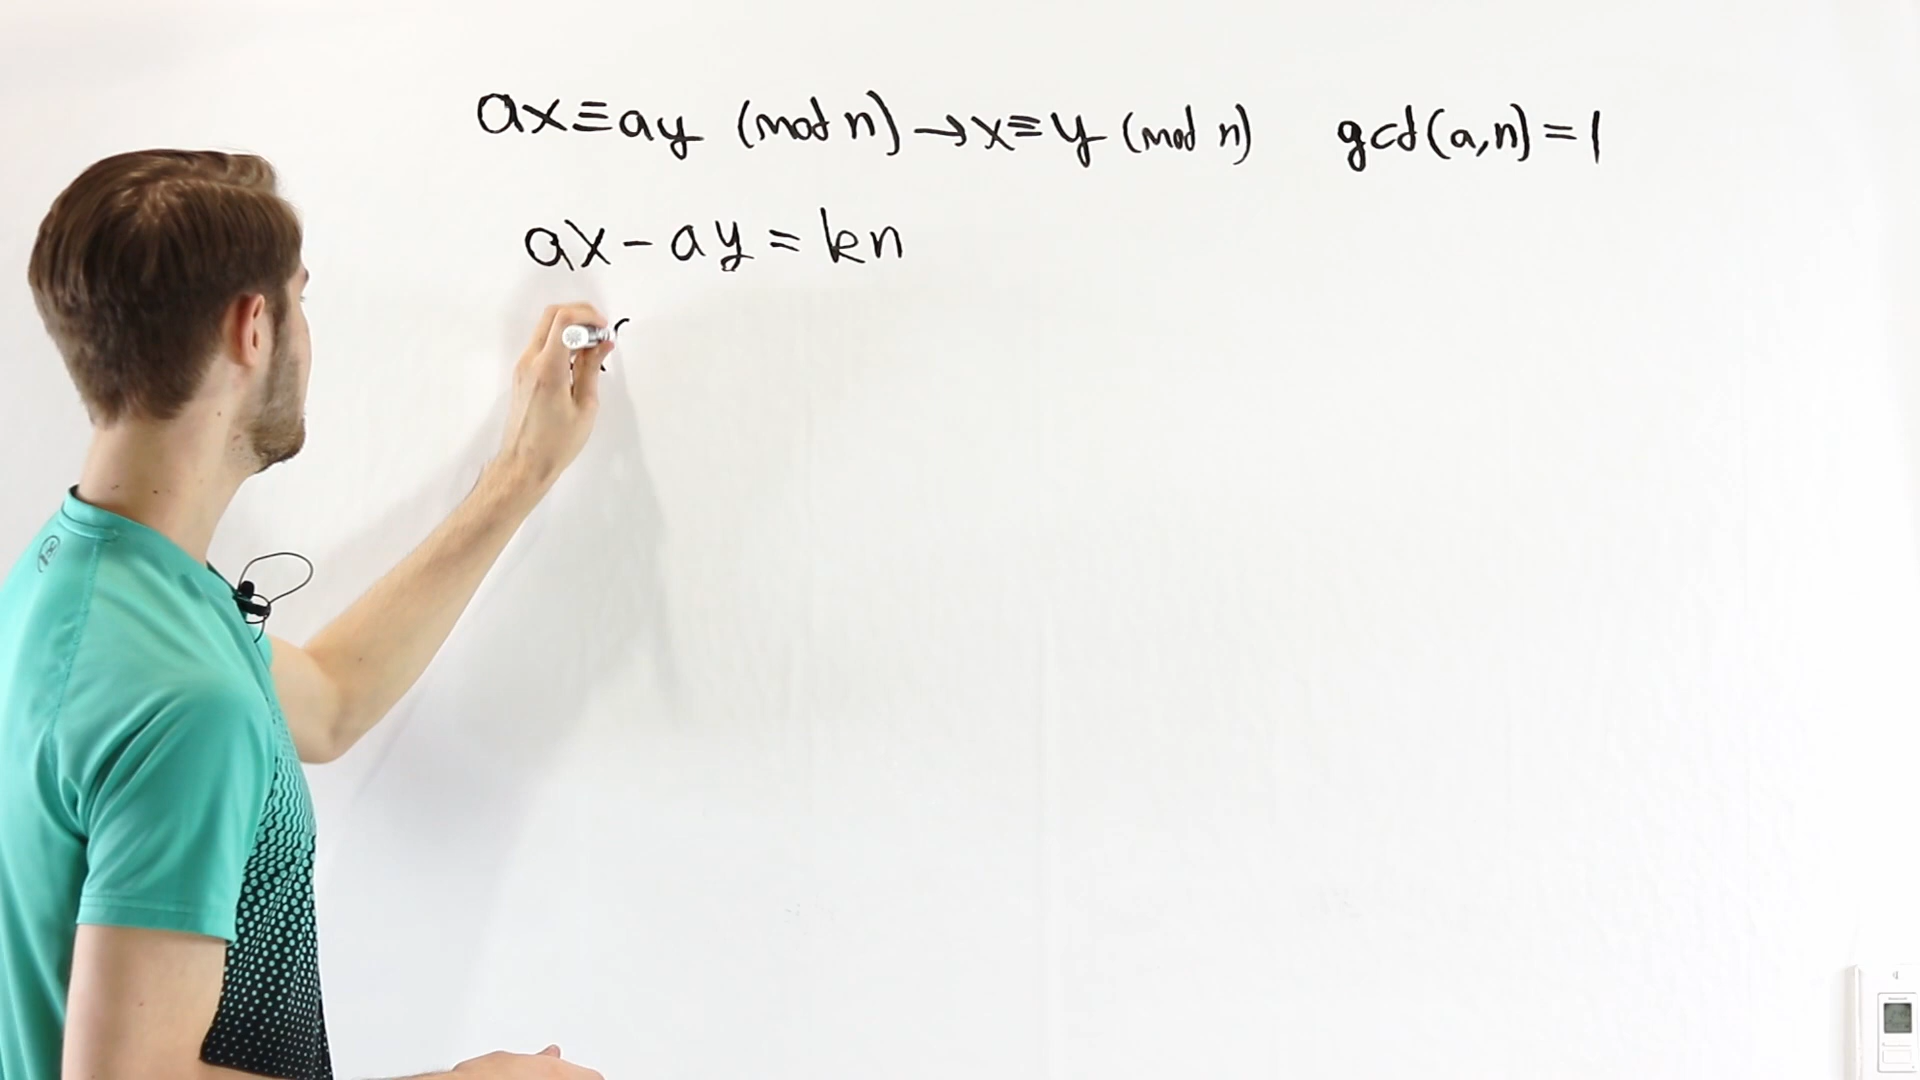 ax≡ay (mod n)→x≡y (mod n) gcd(a,n)=1
ax-ay=kn